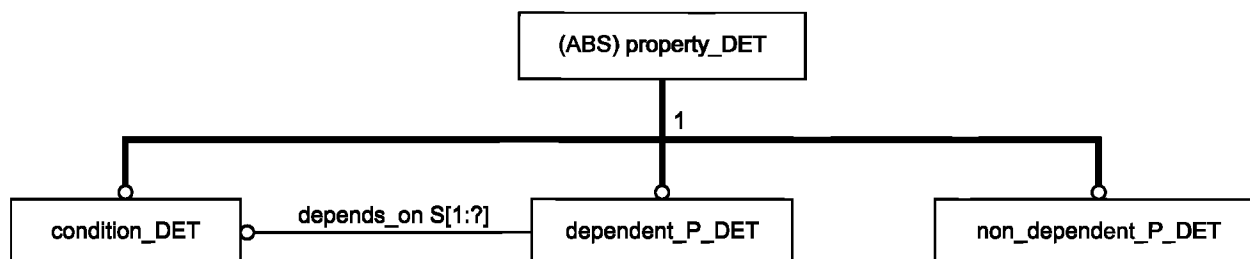 (ABS) property_DET
1
condition_DET
depends_on S[1:?]
dependent_P_DET
non_dependent_P_DET